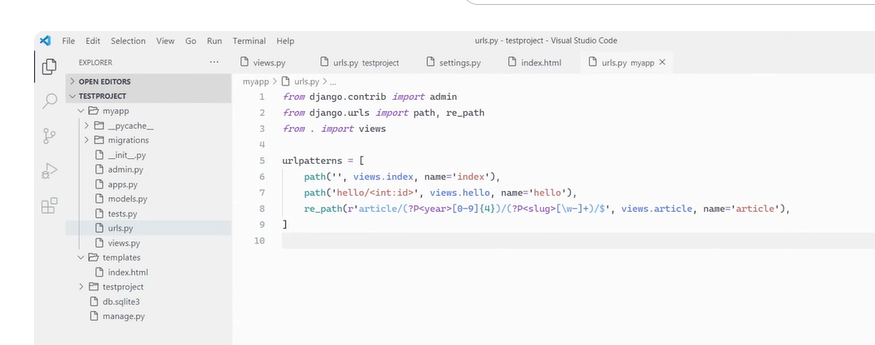 File Edit Selection View Go Run Terminal Help urls.py - testproject - Visual Studio Code
EXPLORER ...
views.py urls.py testproject settings.py index.html urls.py myapp ×
OPEN EDITORS
TESTPROJECT
myapp
__pycache__
migrations
__init__.py
admin.py
apps.py
models.py
tests.py
urls.py
views.py
templates
index.html
testproject
db.sqlite3
manage.py
myapp > urls.py > ...
1 from django.contrib import admin
2 from django.urls import path, re_path
3 from . import views
4
5 urlpatterns = [
6 path('', views.index, name='index'),
7 path('hello/<int:id>', views.hello, name='hello'),
8 re_path(r'article/(?P<year>[0-9]{4})/(?P<slug>[\w-]+)/$', views.article, name='article'),
9 ]
10